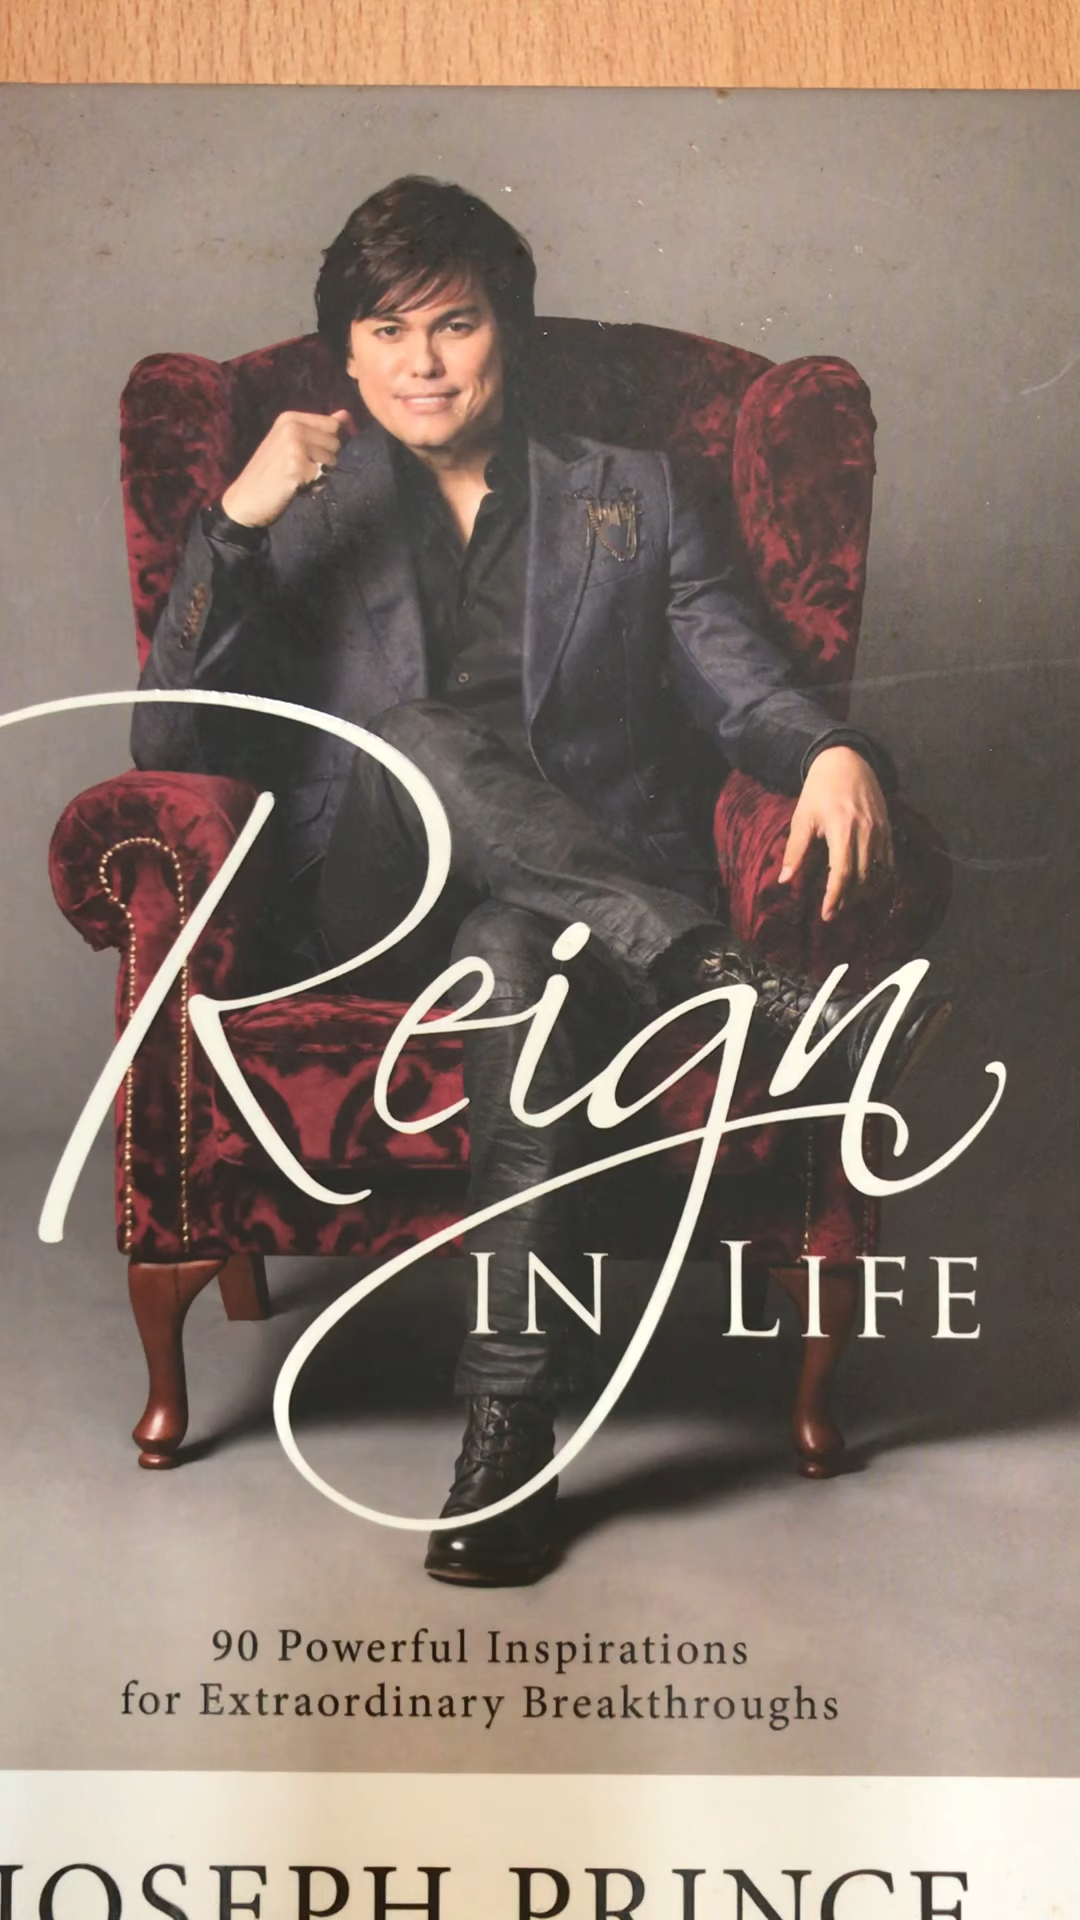 Reign
IN LIFE
90 Powerful Inspirations
for Extraordinary Breakthroughs
JOSEPH PRINCE